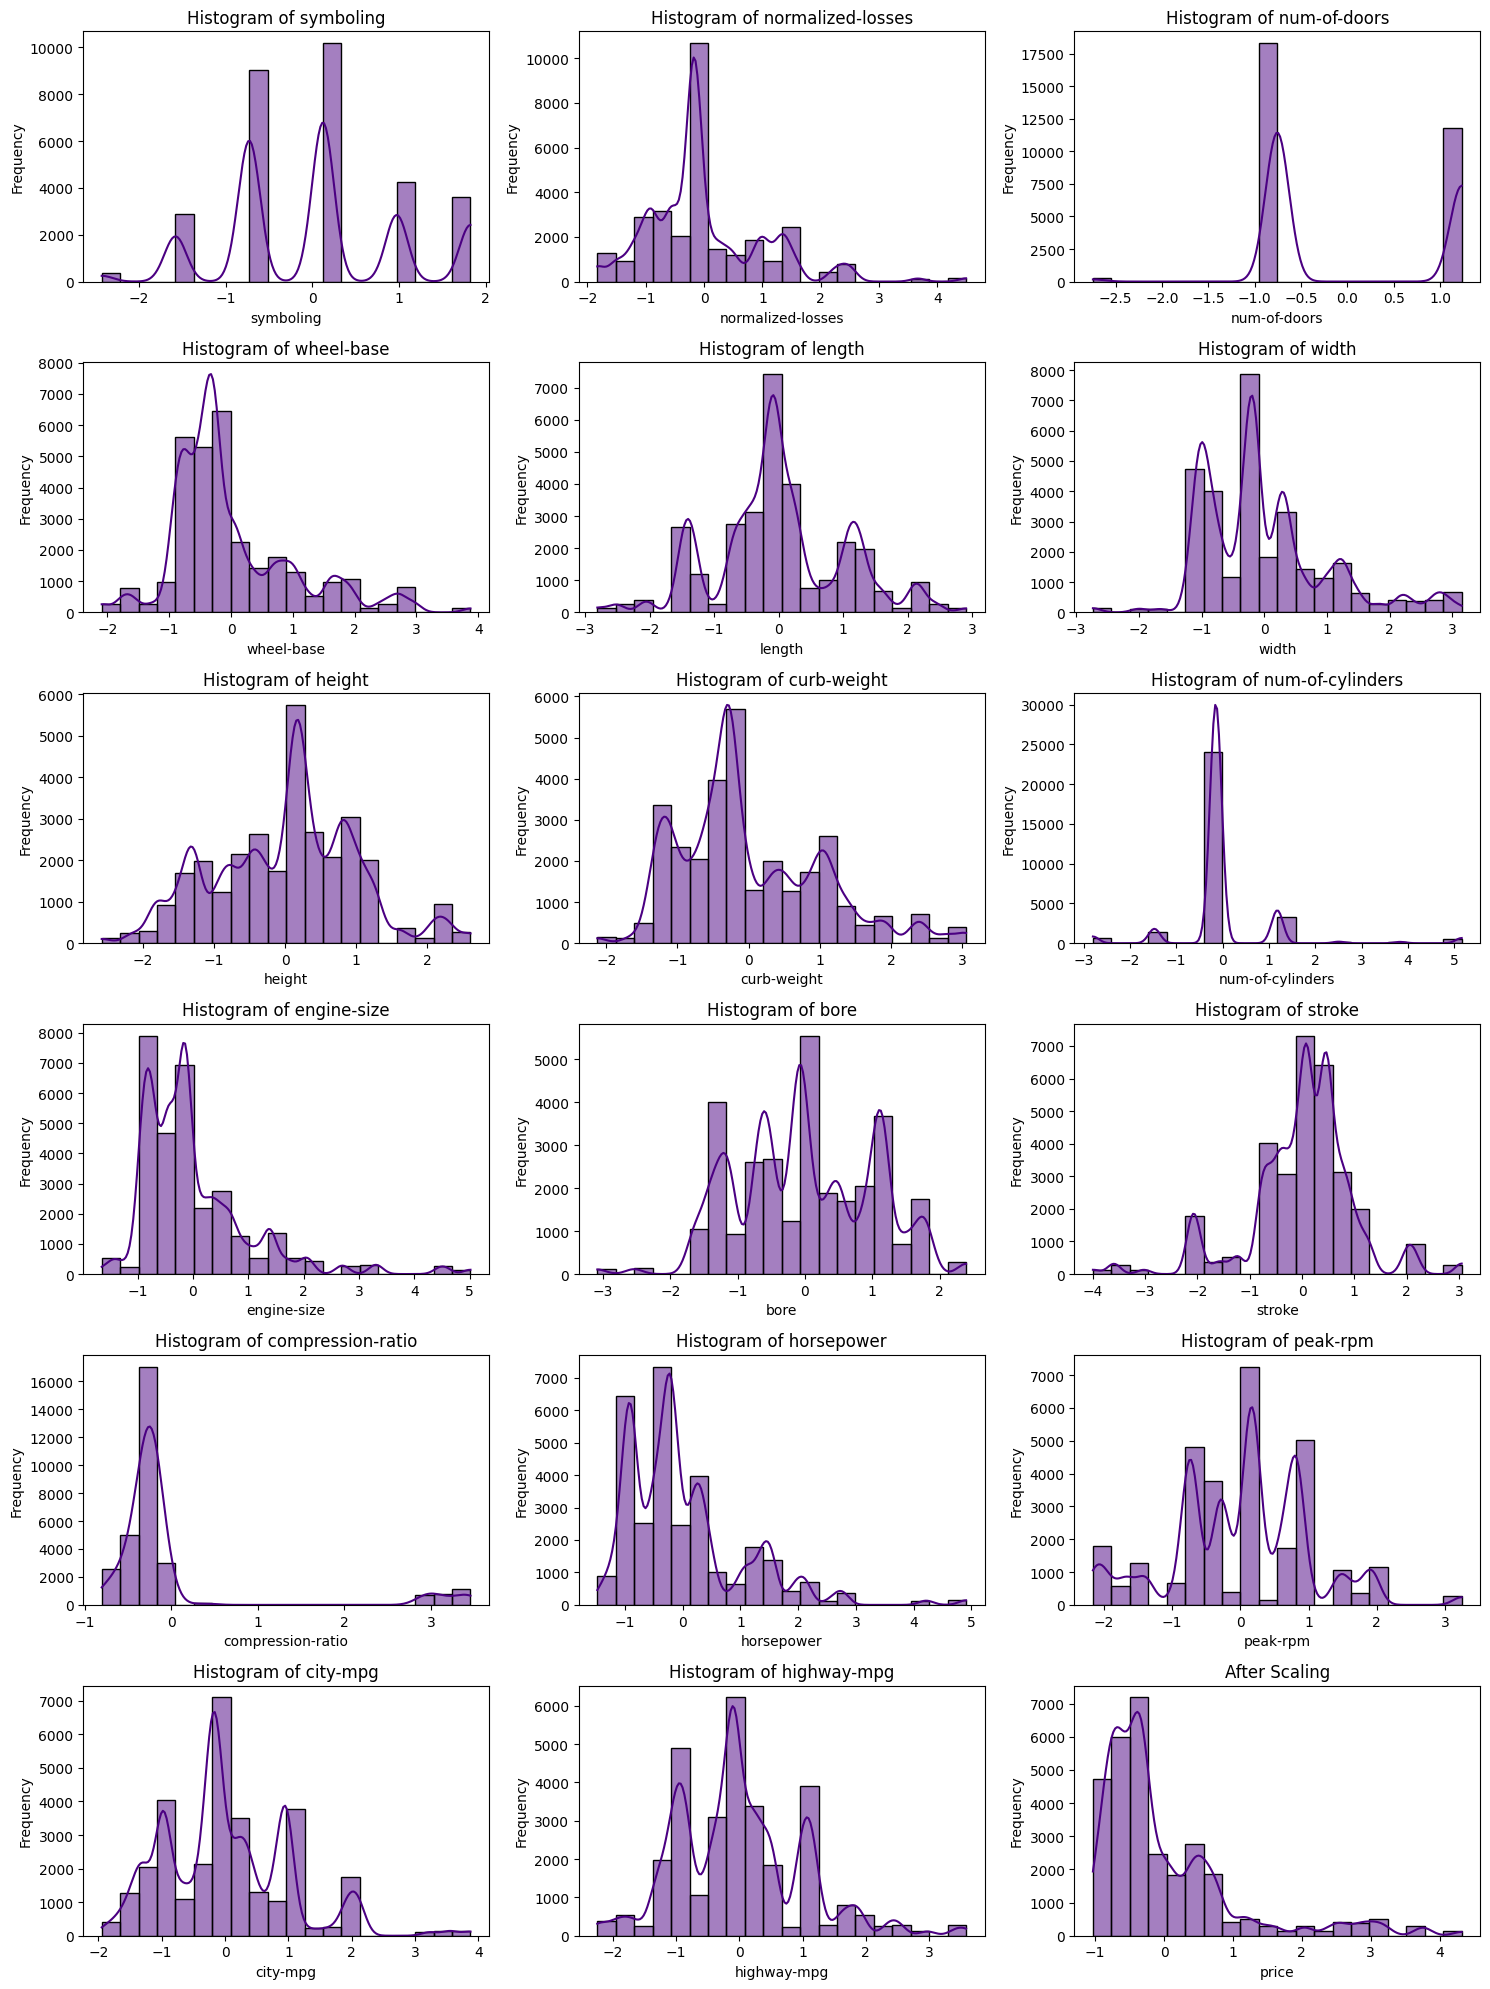 Histogram of symboling
10000
8000
6000
4000
2000
0
Frequency
−2 −1 0 1 2
symboling
Histogram of normalized-losses
10000
8000
6000
4000
2000
0
Frequency
−2 −1 0 1 2 3 4
normalized-losses
Histogram of num-of-doors
17500
15000
12500
10000
7500
5000
2500
0
Frequency
−2.5 −2.0 −1.5 −1.0 −0.5 0.0 0.5 1.0
num-of-doors
Histogram of wheel-base
8000
7000
6000
5000
4000
3000
2000
1000
0
Frequency
−2 −1 0 1 2 3 4
wheel-base
Histogram of length
7000
6000
5000
4000
3000
2000
1000
0
Frequency
−3 −2 −1 0 1 2 3
length
Histogram of width
8000
7000
6000
5000
4000
3000
2000
1000
0
Frequency
−3 −2 −1 0 1 2 3
width
Histogram of height
6000
5000
4000
3000
2000
1000
0
Frequency
−2 −1 0 1 2
height
Histogram of curb-weight
6000
5000
4000
3000
2000
1000
0
Frequency
−2 −1 0 1 2 3
curb-weight
Histogram of num-of-cylinders
30000
25000
20000
15000
10000
5000
0
Frequency
−3 −2 −1 0 1 2 3 4 5
num-of-cylinders
Histogram of engine-size
8000
7000
6000
5000
4000
3000
2000
1000
0
Frequency
−1 0 1 2 3 4 5
engine-size
Histogram of bore
5000
4000
3000
2000
1000
0
Frequency
−3 −2 −1 0 1 2
bore
Histogram of stroke
7000
6000
5000
4000
3000
2000
1000
0
Frequency
−4 −3 −2 −1 0 1 2 3
stroke
Histogram of compression-ratio
16000
14000
12000
10000
8000
6000
4000
2000
0
Frequency
−1 0 1 2 3
compression-ratio
Histogram of horsepower
7000
6000
5000
4000
3000
2000
1000
0
Frequency
−1 0 1 2 3 4 5
horsepower
Histogram of peak-rpm
7000
6000
5000
4000
3000
2000
1000
0
Frequency
−2 −1 0 1 2 3
peak-rpm
Histogram of city-mpg
7000
6000
5000
4000
3000
2000
1000
0
Frequency
−2 −1 0 1 2 3 4
city-mpg
Histogram of highway-mpg
6000
5000
4000
3000
2000
1000
0
Frequency
−2 −1 0 1 2 3
highway-mpg
After Scaling
7000
6000
5000
4000
3000
2000
1000
0
Frequency
−1 0 1 2 3 4
price